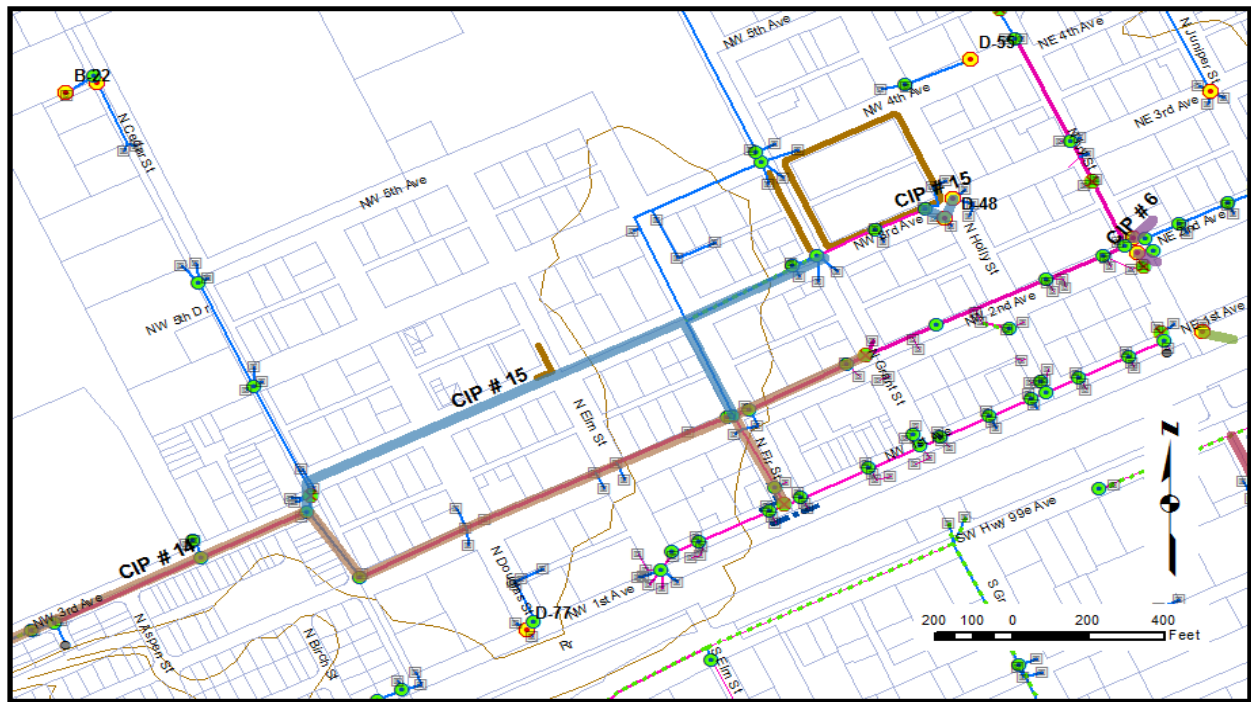 NW 5th Ave
D-55
NE 4th Ave
N Juniper St
B-22
NW 4th Ave
NE 3rd Ave
N Cedar St
NW 5th Ave
CIP # 15
D-48
NW 3rd Ave
CIP # 6
NE 2nd Ave
N Holly St
NW 5th Dr
NW 2nd Ave
NE 1st Ave
CIP # 15
N Grant St
N Elm St
N Fir St
Z
SW Hwy 99e Ave
CIP # 14
N Douglas St
NW 1st Ave
D-77
NW 3rd Ave
N Aspen St
N Birch St
S Elm St
S Gr
200 100 0 200 400
Feet